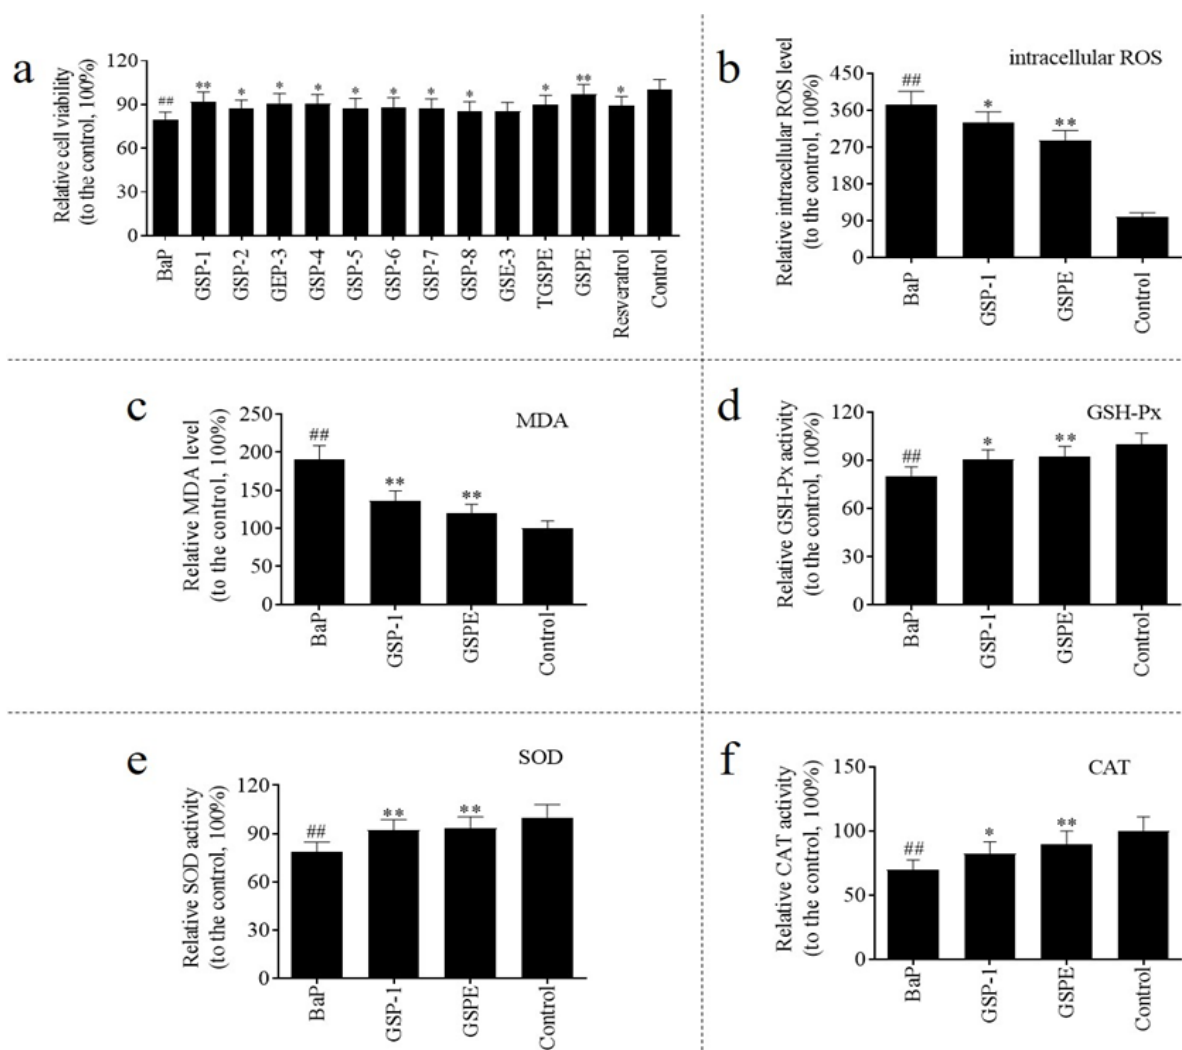 a
Relative cell viability
(to the control, 100%)
120
90
60
30
0
##
**
*
*
*
*
*
*
*
*
**
*
BaP
GSP-1
GSP-2
GEP-3
GSP-4
GSP-5
GSP-6
GSP-7
GSP-8
GSE-3
TGSPE
GSPE
Resveratrol
Control
b
intracellular ROS
Relative intracellular ROS level
(to the control, 100%)
450
360
270
180
90
0
##
*
**
BaP
GSP-1
GSPE
Control
c
MDA
Relative MDA level
(to the control, 100%)
250
200
150
100
50
0
##
**
**
BaP
GSP-1
GSPE
Control
d
GSH-Px
Relative GSH-Px activity
(to the control, 100%)
120
90
60
30
0
##
*
**
BaP
GSP-1
GSPE
Control
e
SOD
Relative SOD activity
(to the control, 100%)
120
90
60
30
0
##
**
**
BaP
GSP-1
GSPE
Control
f
CAT
Relative CAT activity
(to the control, 100%)
150
100
50
0
##
*
**
BaP
GSP-1
GSPE
Control